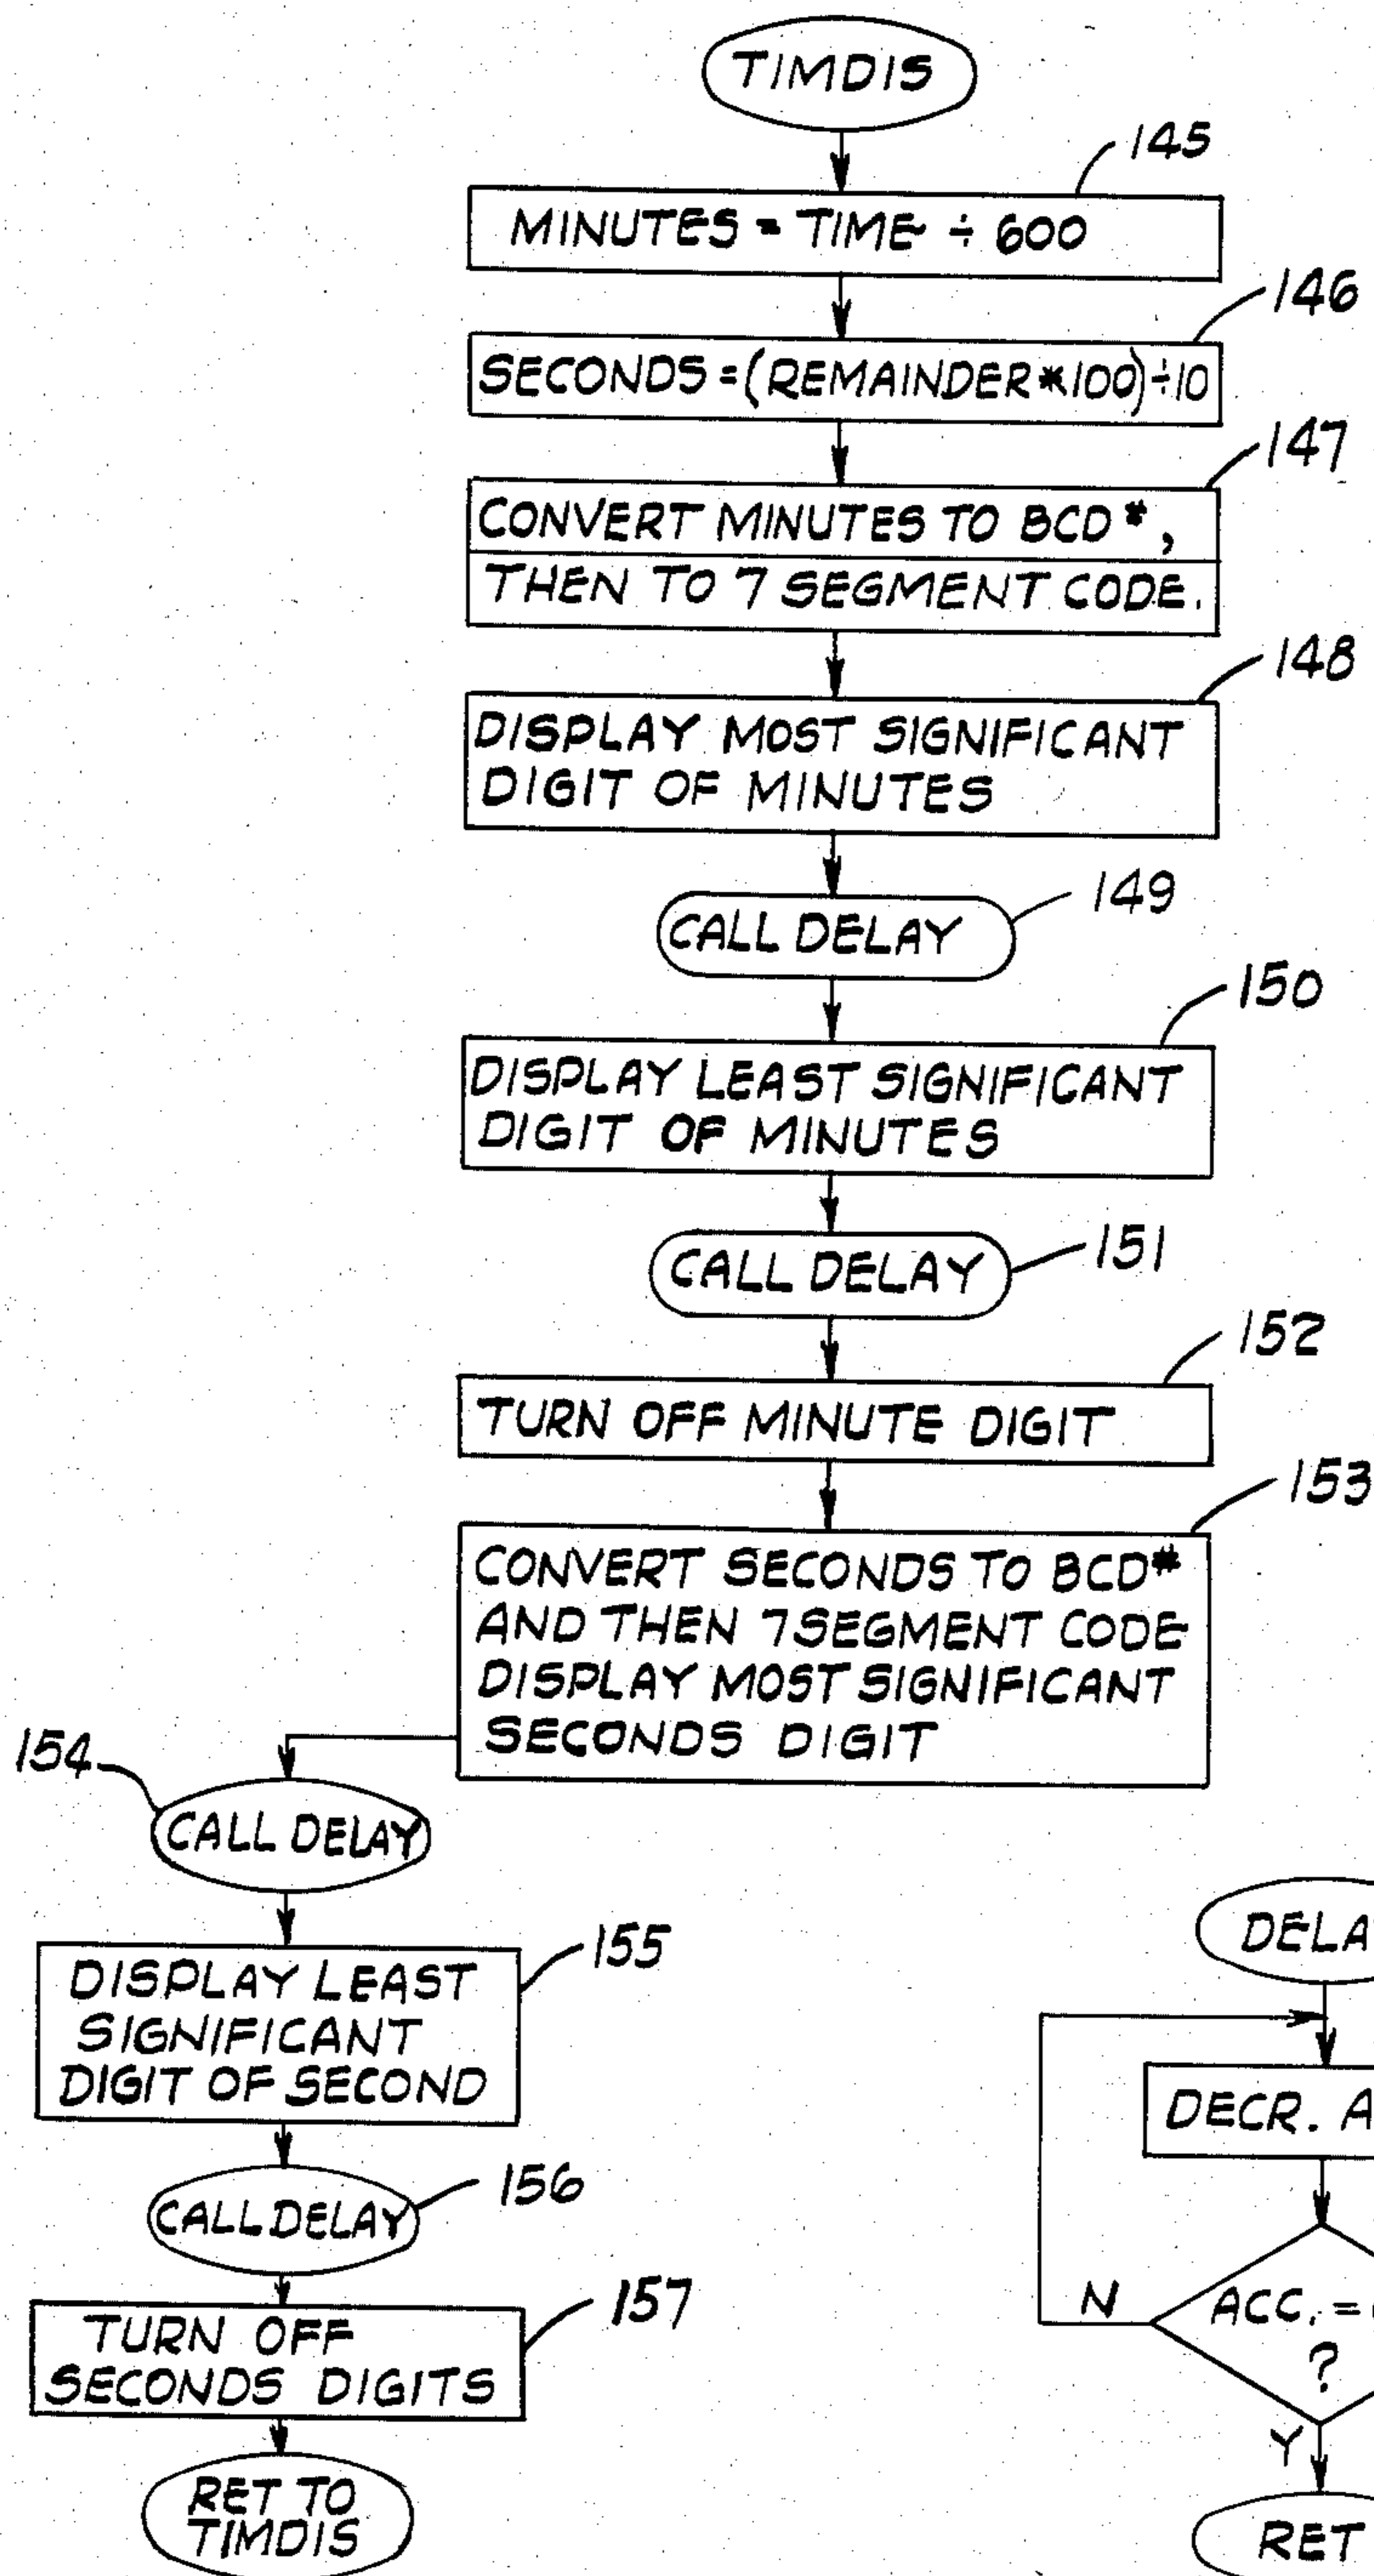 TIMDIS
145
MINUTES = TIME ÷ 600
146
SECONDS = (REMAINDER*100) ÷10
147
CONVERT MINUTES TO BCD*,
THEN TO 7 SEGMENT CODE.
148
DISPLAY MOST SIGNIFICANT
DIGIT OF MINUTES
149
CALL DELAY
150
DISPLAY LEAST SIGNIFICANT
DIGIT OF MINUTES
151
CALL DELAY
152
TURN OFF MINUTE DIGIT
153
CONVERT SECONDS TO BCD*
AND THEN 7 SEGMENT CODE
DISPLAY MOST SIGNIFICANT
SECONDS DIGIT
154
CALL DELAY
155
DISPLAY LEAST
SIGNIFICANT
DIGIT OF SECOND
156
CALL DELAY
157
TURN OFF
SECONDS DIGITS
RET TO
TIMDIS
DELA
DECR. A
N
ACC. =
?
Y
RET